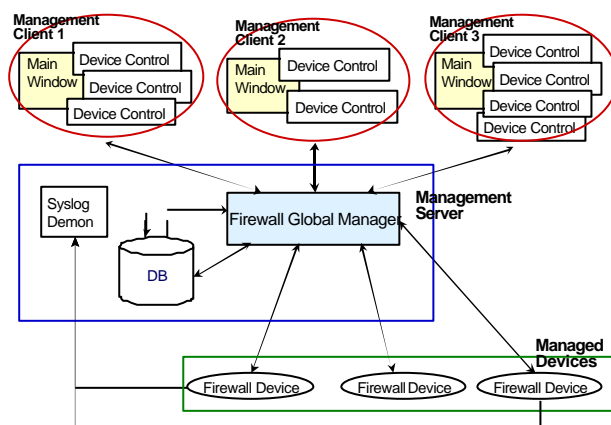 Management
Client 1
Main
Window
Device Control
Device Control
Device Control
Management
Client 2
Main
Window
Device Control
Device Control
Management
Client 3
Main
Window
Device Control
Device Control
Device Control
Device Control
Management
Server
Syslog
Demon
Firewall Global Manager
DB
Managed
Devices
Firewall Device
Firewall Device
Firewall Device